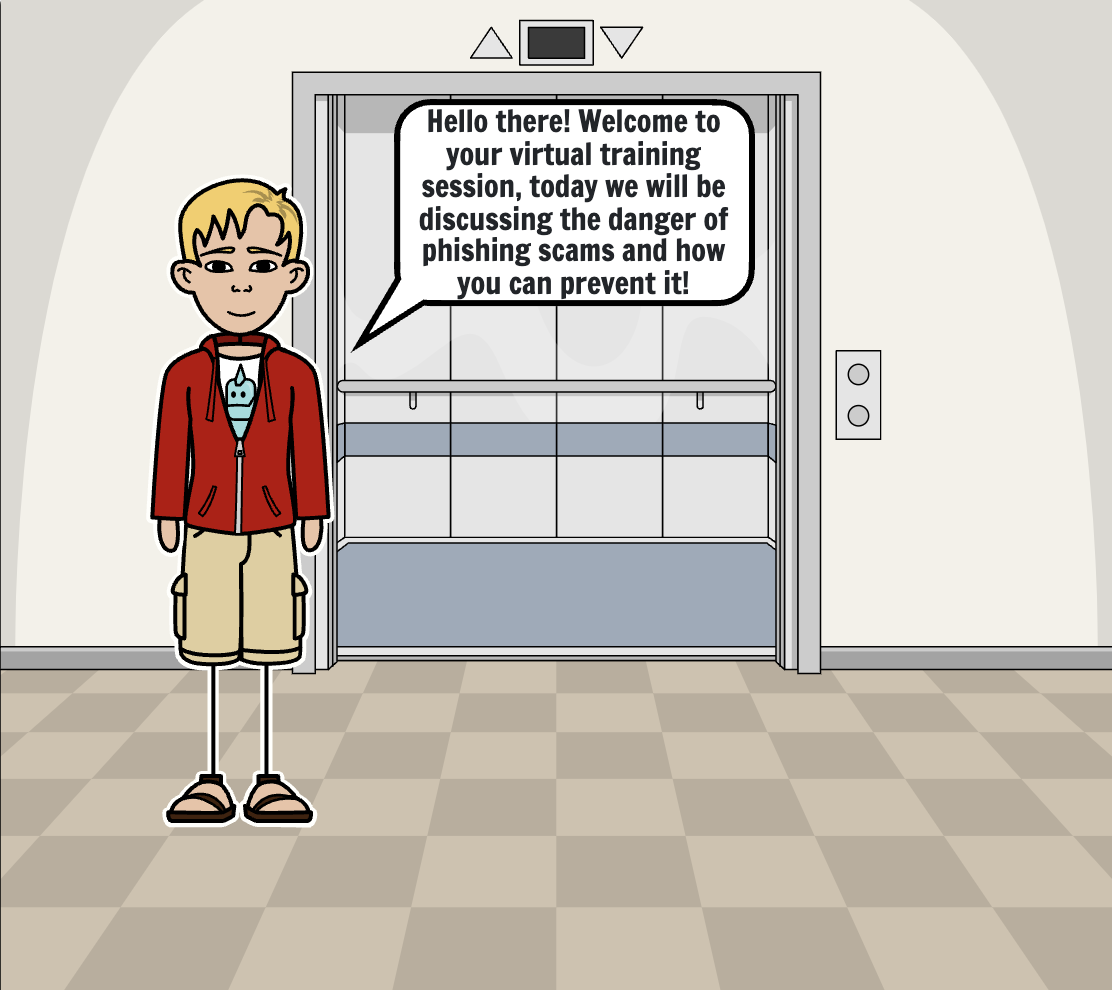 Hello there! Welcome to
your virtual training
session, today we will be
discussing the danger of
phishing scams and how
you can prevent it!